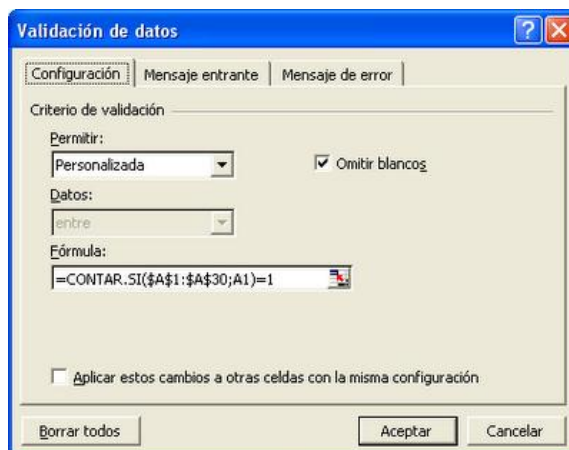 Validación de datos
Configuración Mensaje entrante Mensaje de error
Criterio de validación
Permitir:
Personalizada Omitir blancos
Datos:
entre
Fórmula:
=CONTAR.SI($A$1:$A$30;A1)=1
Aplicar estos cambios a otras celdas con la misma configuración
Borrar todos Aceptar Cancelar